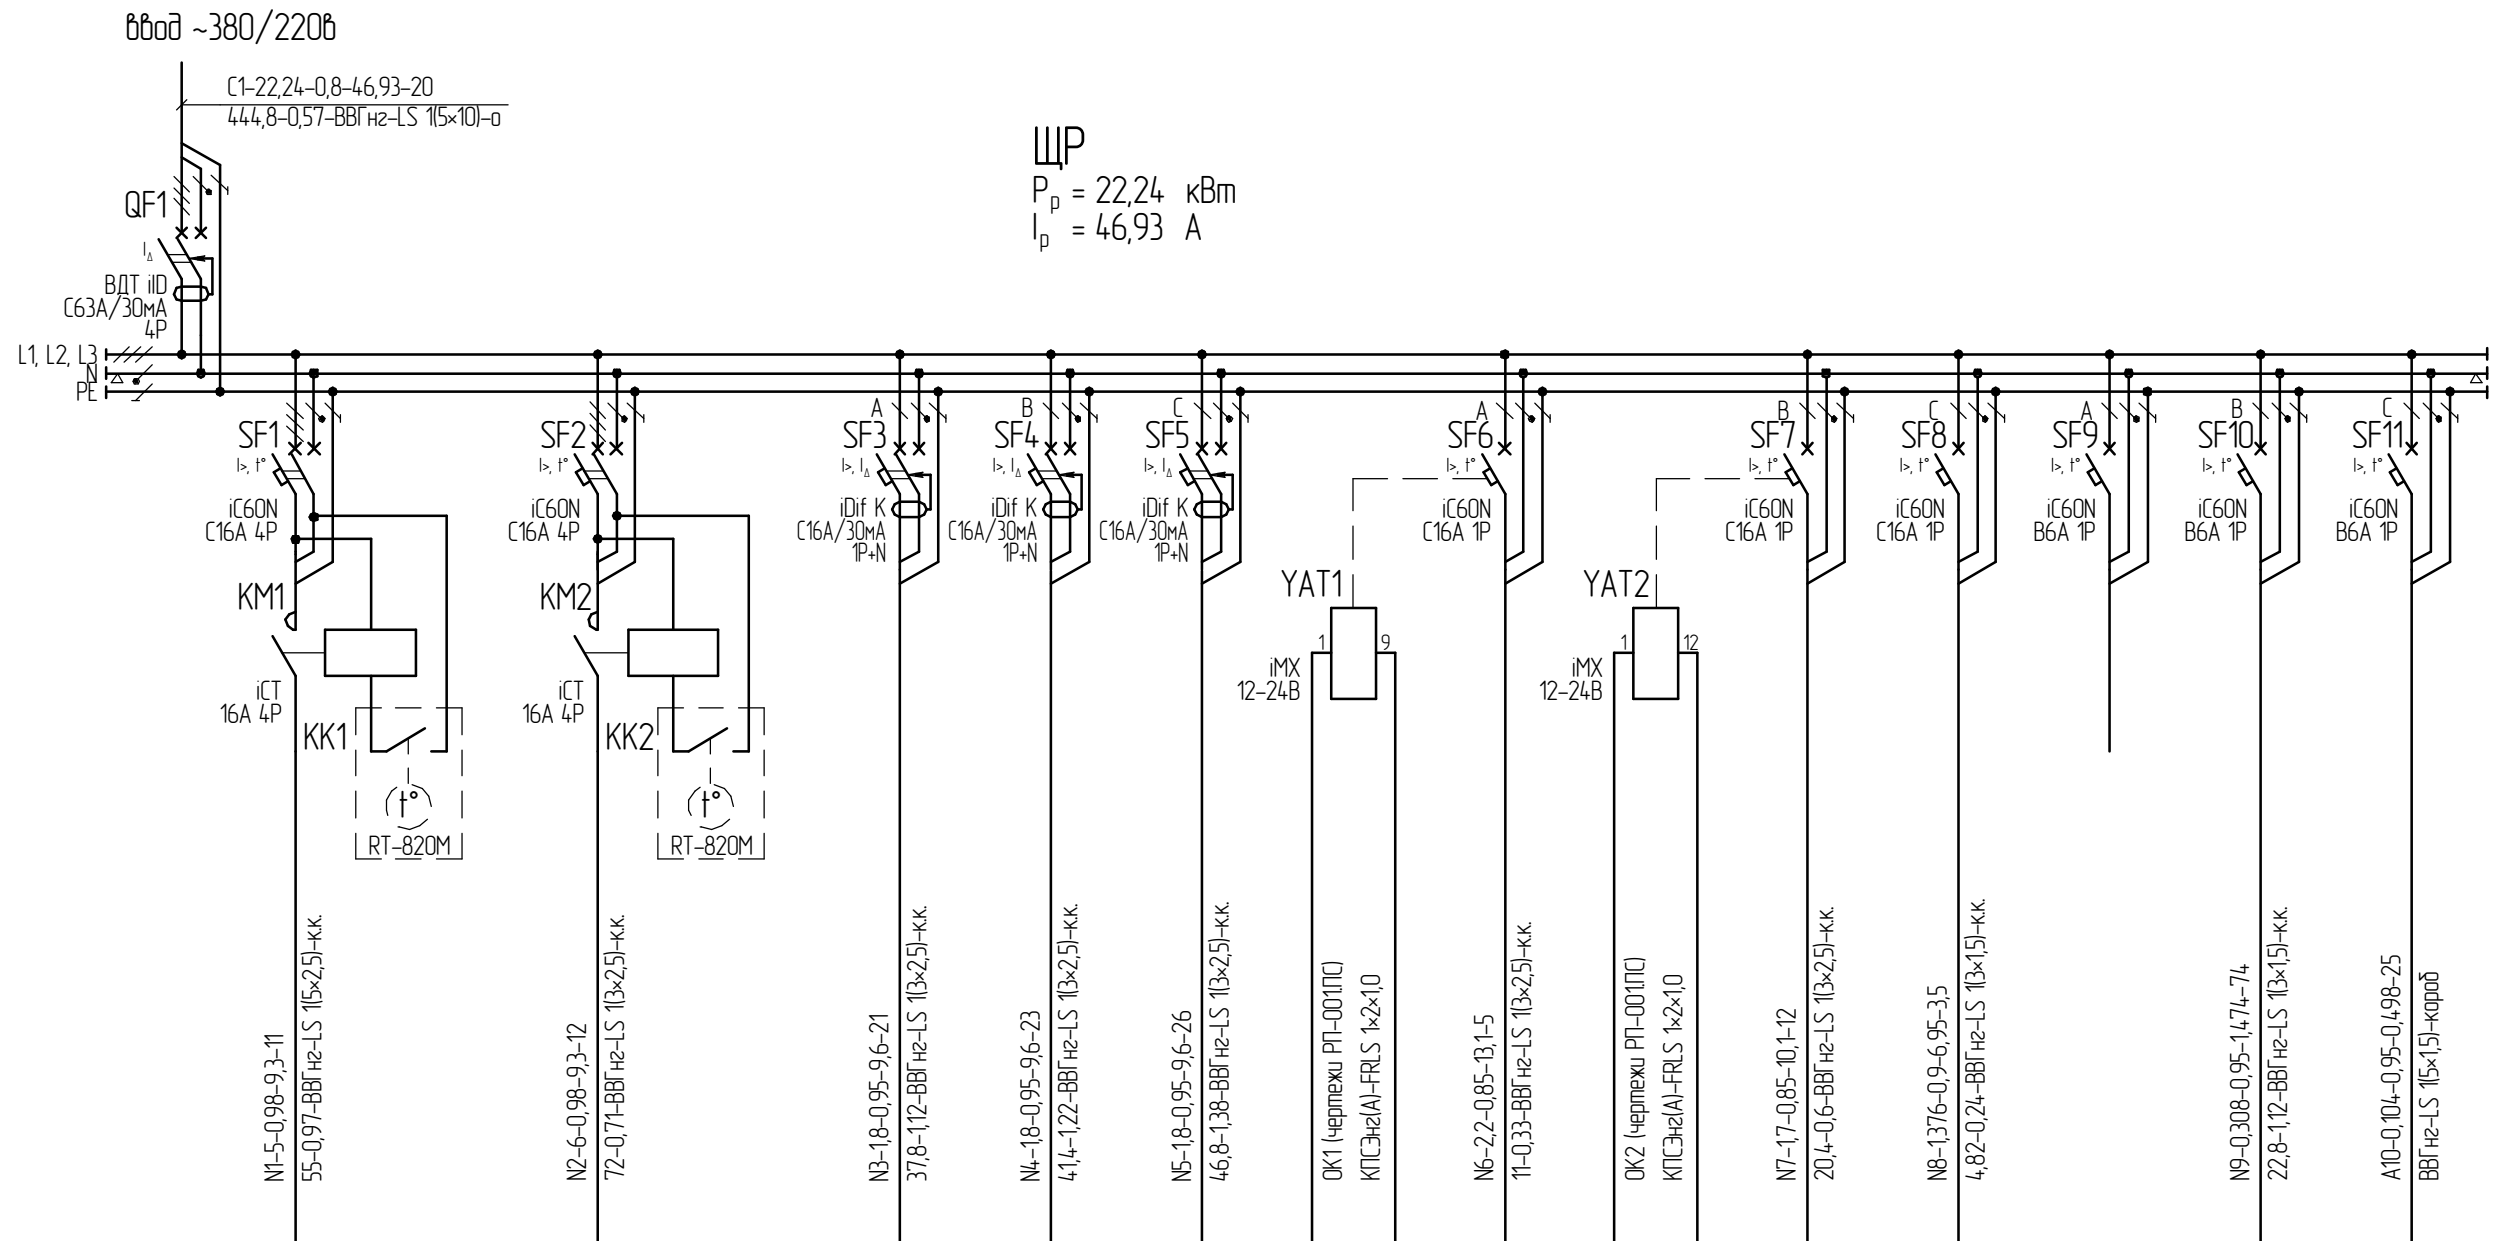 ввод ~380/220в
С1-22,24-0,8-46,93-20
444,8-0,57-ВВГнг-LS 1(5×10)-о
ЩР
Pр = 22,24 кВт
Iр = 46,93 А
QF1
IΔ
ВДТ iID
С63А/30мА
4Р
L1, L2, L3
N
PE
SF1
I>, t°
iC60N
C16A 4P
KM1
iCT
16A 4P
KK1
t°
RT-820M
N1-5-0,98-9,3-11
55-0,97-ВВГнг-LS 1(5×2,5)-к.к.
SF2
I>, t°
iC60N
C16A 4P
KM2
iCT
16A 4P
KK2
t°
RT-820M
N2-6-0,98-9,3-12
72-0,71-ВВГнг-LS 1(3×2,5)-к.к.
A
SF3
I>, IΔ
iDif K
C16A/30мА
1P+N
N3-1,8-0,95-9,6-21
37,8-1,12-ВВГнг-LS 1(3×2,5)-к.к.
B
SF4
I>, IΔ
iDif K
C16A/30мА
1P+N
N4-1,8-0,95-9,6-23
41,4-1,22-ВВГнг-LS 1(3×2,5)-к.к.
C
SF5
I>, IΔ
iDif K
C16A/30мА
1P+N
N5-1,8-0,95-9,6-26
46,8-1,38-ВВГнг-LS 1(3×2,5)-к.к.
YAT1
1
9
iMX
12-24В
ОК1 (чертежи РП-001.ПС)
КПСЭнг(А)-FRLS 1×2×1,0
A
SF6
I>, t°
iC60N
C16A 1P
N6-2,2-0,85-13,1-5
11-0,33-ВВГнг-LS 1(3×2,5)-к.к.
YAT2
1
12
iMX
12-24В
ОК2 (чертежи РП-001.ПС)
КПСЭнг(А)-FRLS 1×2×1,0
B
SF7
I>, t°
iC60N
C16A 1P
N7-1,7-0,85-10,1-12
20,4-0,6-ВВГнг-LS 1(3×2,5)-к.к.
C
SF8
I>, t°
iC60N
C16A 1P
N8-1,376-0,9-6,95-3,5
4,82-0,24-ВВГнг-LS 1(3×1,5)-к.к.
A
SF9
I>, t°
iC60N
B6A 1P
B
SF10
I>, t°
iC60N
B6A 1P
N9-0,308-0,95-1,474-74
22,8-1,12-ВВГнг-LS 1(3×1,5)-к.к.
C
SF11
I>, t°
iC60N
B6A 1P
А10-0,104-0,95-0,498-25
ВВГнг-LS 1(5×1,5)-короб